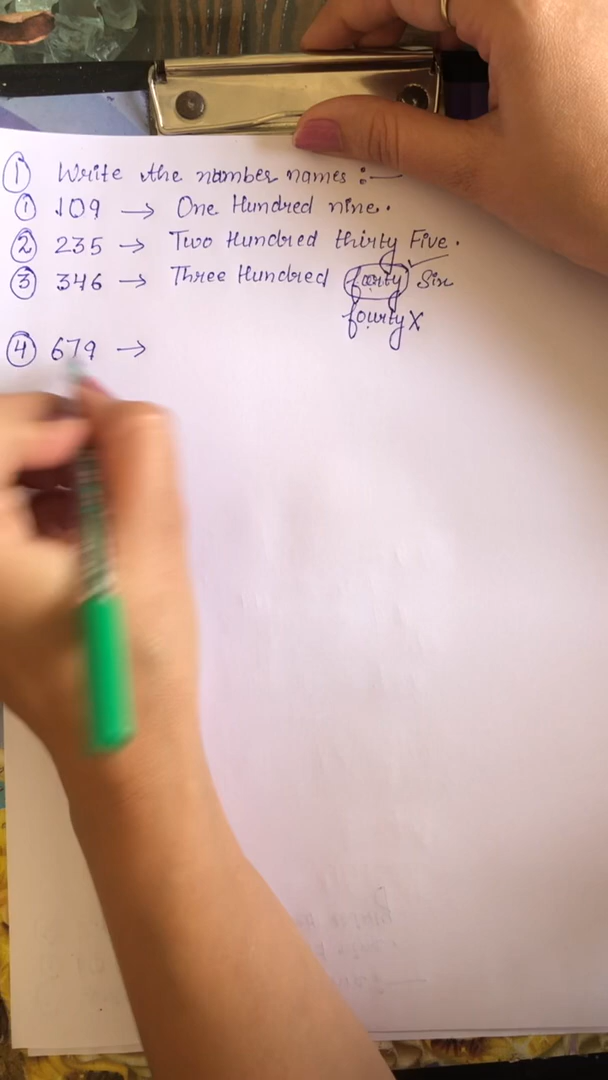 ① Write the number names :—
① 109 → One Hundred nine.
② 235 → Two Hundred thirty Five.
③ 346 → Three Hundred forty ✓ Six
fourty X
④ 679 →